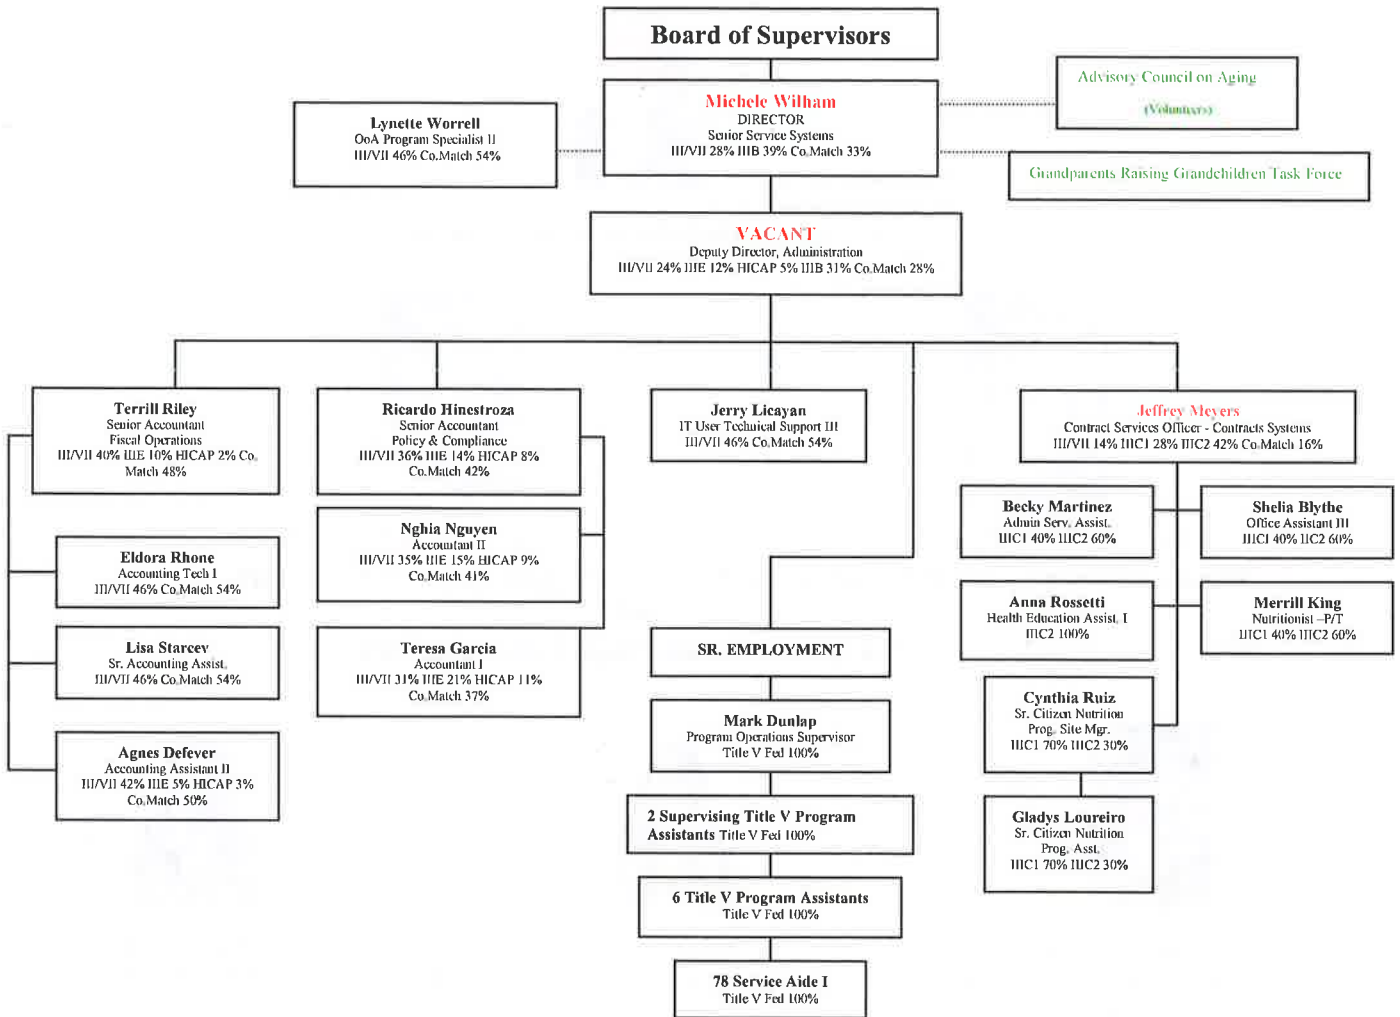 Board of Supervisors
Michele Wilham
DIRECTOR
Senior Service Systems
III/VII 28% IIIB 39% Co.Match 33%
Advisory Council on Aging
(Volunteers)
Lynette Worrell
OoA Program Specialist II
III/VII 46% Co.Match 54%
Grandparents Raising Grandchildren Task Force
VACANT
Deputy Director, Administration
III/VII 24% IIIE 12% HICAP 5% IIIB 31% Co.Match 28%
Terrill Riley
Senior Accountant
Fiscal Operations
III/VII 40% IIIE 10% HICAP 2% Co.
Match 48%
Eldora Rhone
Accounting Tech I
III/VII 46% Co.Match 54%
Lisa Starcev
Sr. Accounting Assist.
III/VII 46% Co.Match 54%
Agnes Defever
Accounting Assistant II
III/VII 42% IIIE 5% HICAP 3%
Co.Match 50%
Ricardo Hinestroza
Senior Accountant
Policy & Compliance
III/VII 36% IIIE 14% HICAP 8%
Co.Match 42%
Nghia Nguyen
Accountant II
III/VII 35% IIIE 15% HICAP 9%
Co.Match 41%
Teresa Garcia
Accountant I
III/VII 31% IIIE 21% HICAP 11%
Co.Match 37%
Jerry Licayan
IT User Technical Support III
III/VII 46% Co.Match 54%
SR. EMPLOYMENT
Mark Dunlap
Program Operations Supervisor
Title V Fed 100%
2 Supervising Title V Program
Assistants Title V Fed 100%
6 Title V Program Assistants
Title V Fed 100%
78 Service Aide I
Title V Fed 100%
Jeffrey Meyers
Contract Services Officer - Contracts Systems
III/VII 14% IIIC1 28% IIIC2 42% Co.Match 16%
Becky Martinez
Admin Serv. Assist.
IIIC1 40% IIIC2 60%
Shelia Blythe
Office Assistant III
IIIC1 40% IIC2 60%
Anna Rossetti
Health Education Assist. I
IIIC2 100%
Merrill King
Nutritionist –P/T
IIIC1 40% IIIC2 60%
Cynthia Ruiz
Sr. Citizen Nutrition
Prog. Site Mgr.
IIIC1 70% IIIC2 30%
Gladys Loureiro
Sr. Citizen Nutrition
Prog. Asst.
IIIC1 70% IIIC2 30%